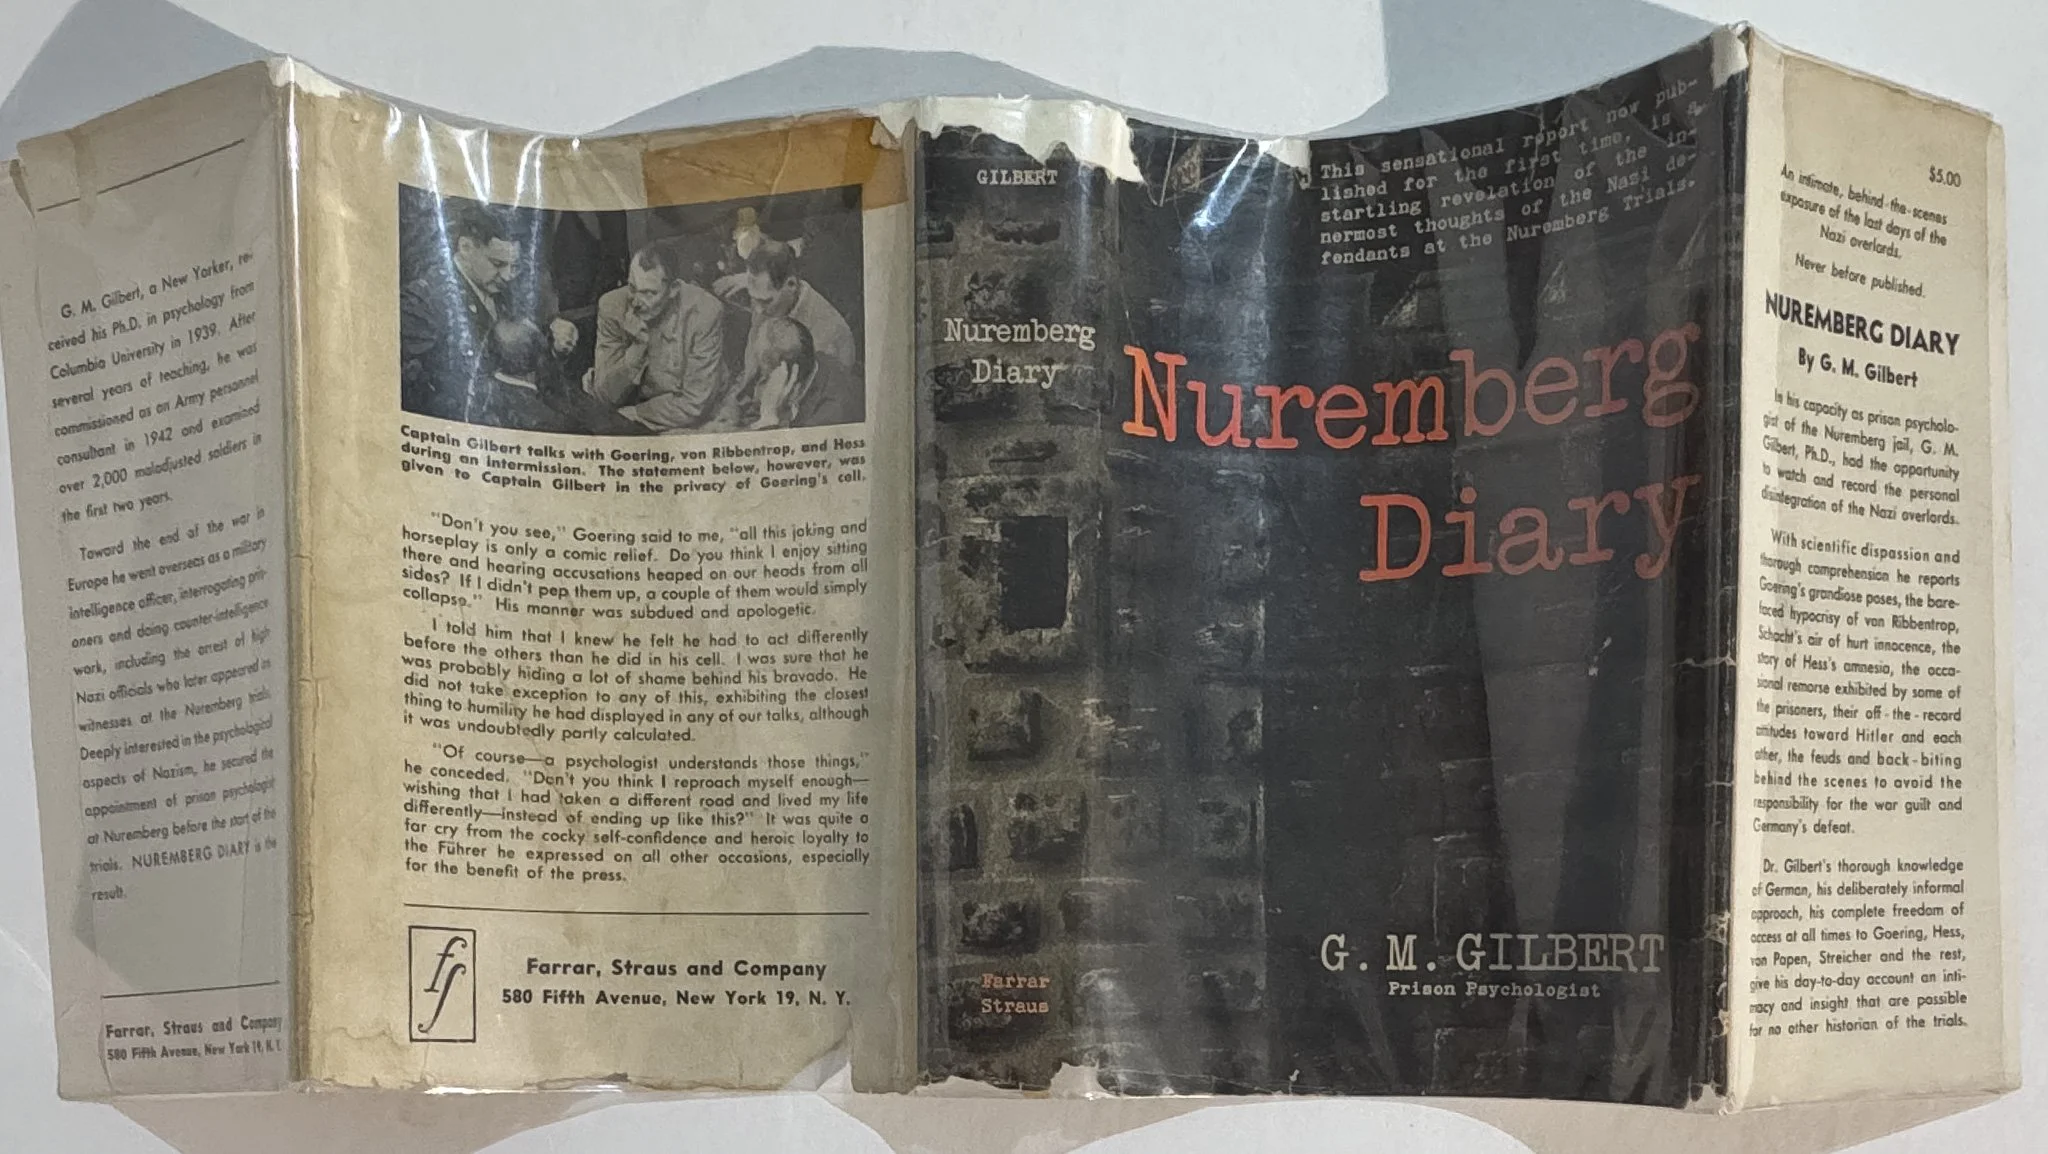 G. M. Gilbert, a New Yorker, re-
ceived his Ph.D. in psychology from
Columbia University in 1939. After
several years of teaching, he was
commissioned as an Army personnel
consultant in 1942 and examined
over 2,000 maladjusted soldiers in
the first two years.
Toward the end of the war in
Europe he went overseas as a military
intelligence officer, interrogating pris-
oners and doing counter-intelligence
work, including the arrest of high
Nazi officials who later appeared as
witnesses at the Nuremberg trials.
Deeply interested in the psychological
aspects of Nazism, he secured the
appointment of prison psychologist
at Nuremberg before the start of the
trials. NUREMBERG DIARY is the
result.
Farrar, Straus and Company
580 Fifth Avenue, New York 19, N. Y.
Captain Gilbert talks with Goering, von Ribbentrop, and Hess
during an intermission. The statement below, however, was
given to Captain Gilbert in the privacy of Goering's cell.
"Don't you see," Goering said to me, "all this joking and
horseplay is only a comic relief. Do you think I enjoy sitting
there and hearing accusations heaped on our heads from all
sides? If I didn't pep them up, a couple of them would simply
collapse." His manner was subdued and apologetic.
I told him that I knew he felt he had to act differently
before the others than he did in his cell. I was sure that he
was probably hiding a lot of shame behind his bravado. He
did not take exception to any of this, exhibiting the closest
thing to humility he had displayed in any of our talks, although
it was undoubtedly partly calculated.
"Of course—a psychologist understands those things,"
he conceded. "Don't you think I reproach myself enough—
wishing that I had taken a different road and lived my life
differently—instead of ending up like this?" It was quite a
far cry from the cocky self-confidence and heroic loyalty to
the Führer he expressed on all other occasions, especially
for the benefit of the press.
fs
Farrar, Straus and Company
580 Fifth Avenue, New York 19, N. Y.
GILBERT
Nuremberg
Diary
Farrar
Straus
This sensational report now pub-
lished for the first time, is a
startling revelation of the in-
nermost thoughts of the Nazi de-
fendants at the Nuremberg Trials.
Nuremberg
Diary
G. M. GILBERT
Prison Psychologist
$5.00
An intimate, behind-the-scenes
exposure of the last days of the
Nazi overlords.
Never before published.
NUREMBERG DIARY
By G. M. Gilbert
In his capacity as prison psycholo-
gist of the Nuremberg jail, G. M.
Gilbert, Ph.D., had the opportunity
to watch and record the personal
disintegration of the Nazi overlords.
With scientific dispassion and
thorough comprehension he reports
Goering's grandiose poses, the bare-
faced hypocrisy of von Ribbentrop,
Schacht's air of hurt innocence, the
story of Hess's amnesia, the occa-
sional remorse exhibited by some of
the prisoners, their off-the-record
attitudes toward Hitler and each
other, the feuds and back-biting
behind the scenes to avoid the
responsibility for the war guilt and
Germany's defeat.
Dr. Gilbert's thorough knowledge
of German, his deliberately informal
approach, his complete freedom of
access at all times to Goering, Hess,
von Papen, Streicher and the rest,
give his day-to-day account an inti-
macy and insight that are possible
for no other historian of the trials.